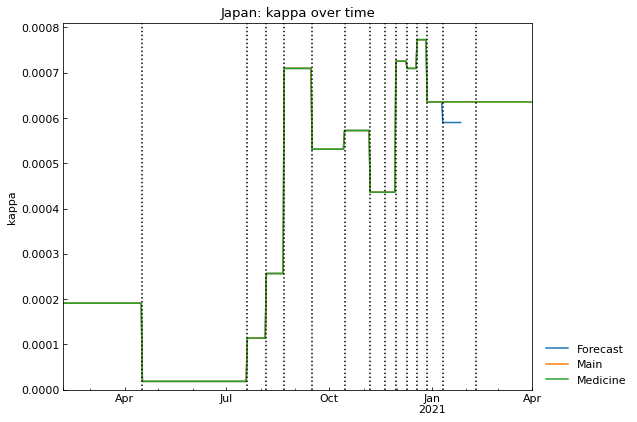 Japan: kappa over time
kappa
0.0008
0.0007
0.0006
0.0005
0.0004
0.0003
0.0002
0.0001
0.0000
Apr
Jul
Oct
Jan
2021
Apr
Forecast
Main
Medicine